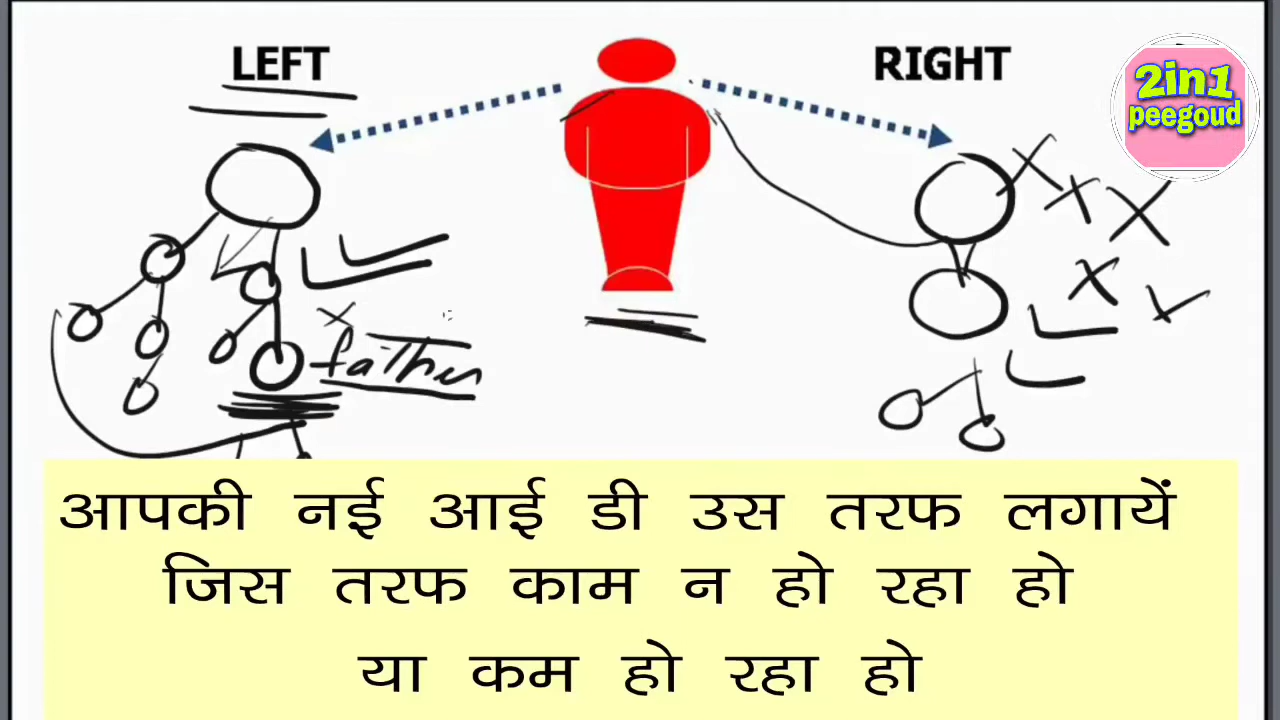 LEFT
RIGHT
2in1
peegoud
father
आपकी नई आई डी उस तरफ लगायें
जिस तरफ काम न हो रहा हो
या कम हो रहा हो